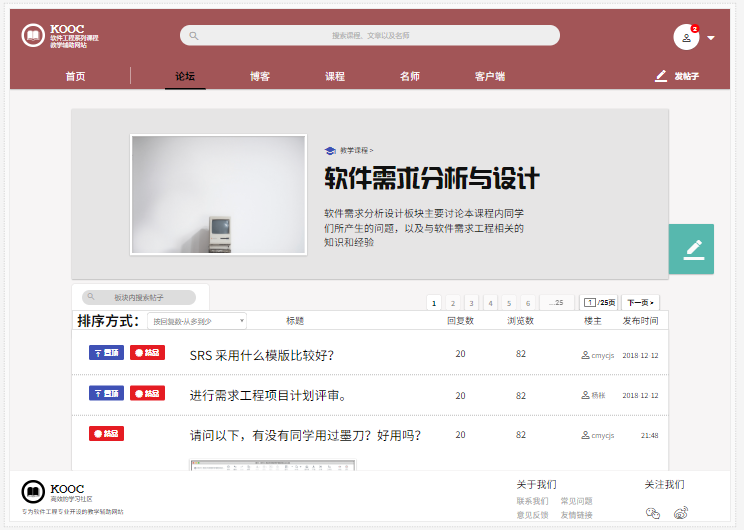 KOOC
软件工程系列课程
教学辅助网站
搜索课程、文章以及名师
2
首页
论坛
博客
课程
名师
客户端
发帖子
教学课程 >
软件需求分析与设计
软件需求分析设计板块主要讨论本课程内同学
们所产生的问题，以及与软件需求工程相关的
知识和经验
板块内搜索帖子
1 2 3 4 5 6 ...25 1 /25页 下一页 >
排序方式：
按回复数-从多到少
标题
回复数
浏览数
楼主
发布时间
置顶 精品 SRS 采用什么模版比较好？ 20 82 cmycjs 2018-12-12
置顶 精品 进行需求工程项目计划评审。 20 82 杨枨 2018-12-12
精品 请问以下，有没有同学用过墨刀？好用吗？ 20 82 cmycjs 21:48
KOOC
高效的学习社区
专为软件工程专业开设的教学辅助网站
关于我们
联系我们 常见问题
意见反馈 友情链接
关注我们